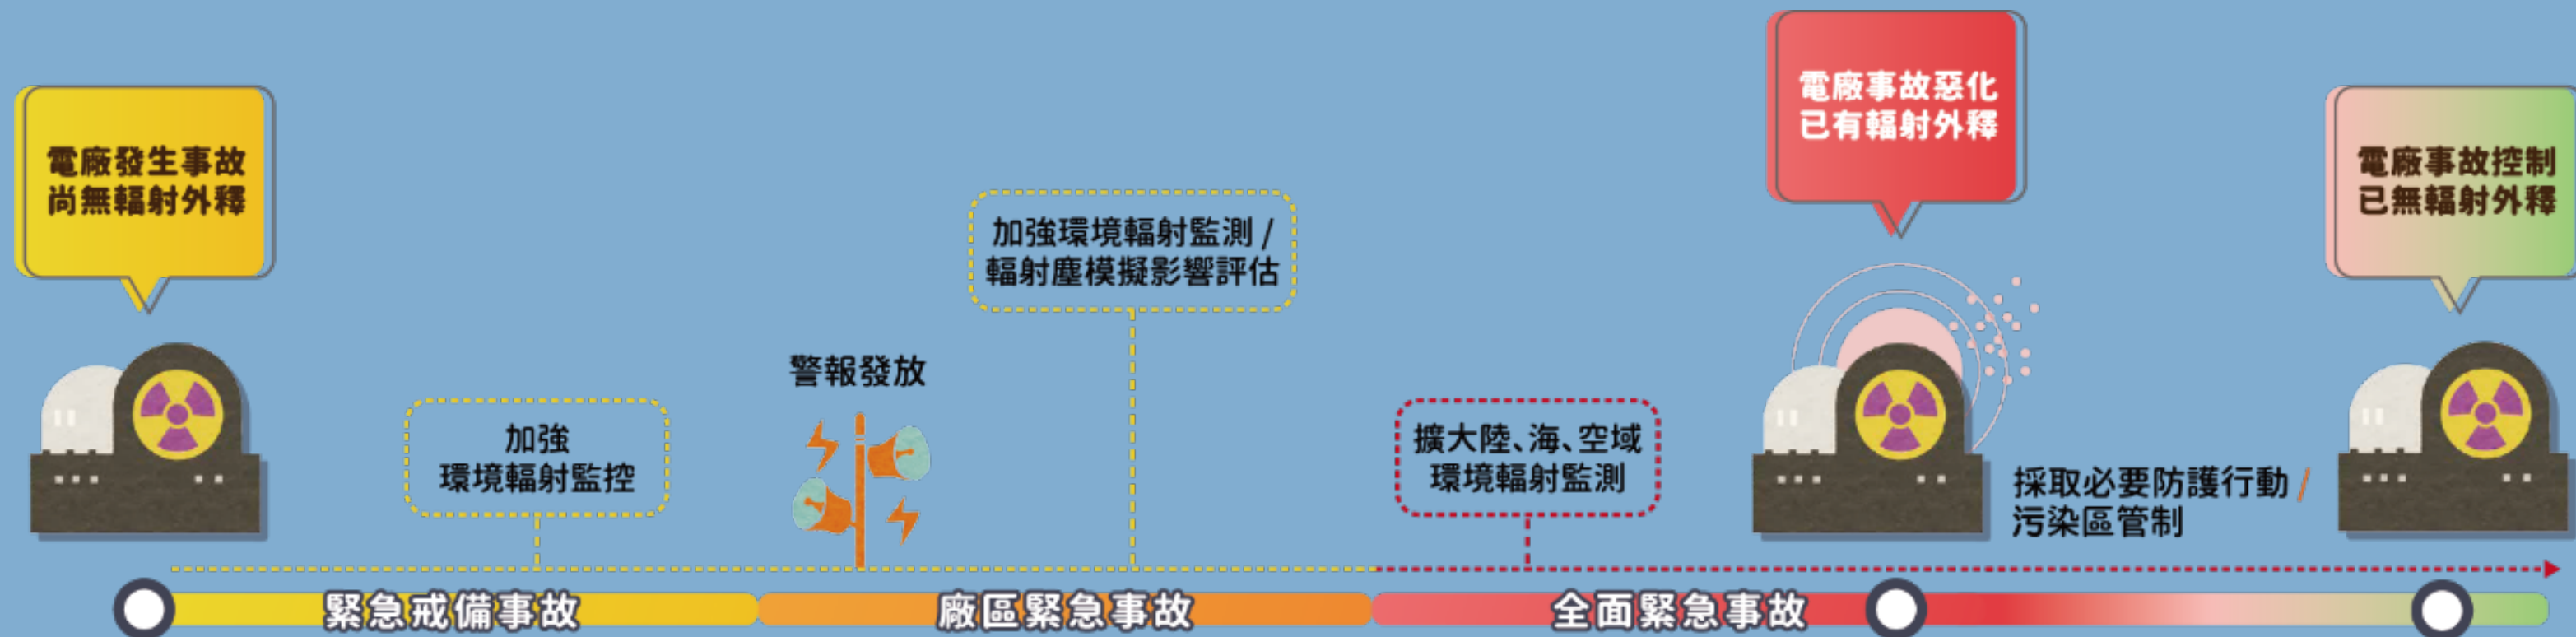 電廠發生事故
尚無輻射外釋
加強
環境輻射監控
警報發放
加強環境輻射監測 /
輻射塵模擬影響評估
擴大陸、海、空域
環境輻射監測
電廠事故惡化
已有輻射外釋
採取必要防護行動 /
污染區管制
電廠事故控制
已無輻射外釋
緊急戒備事故
廠區緊急事故
全面緊急事故